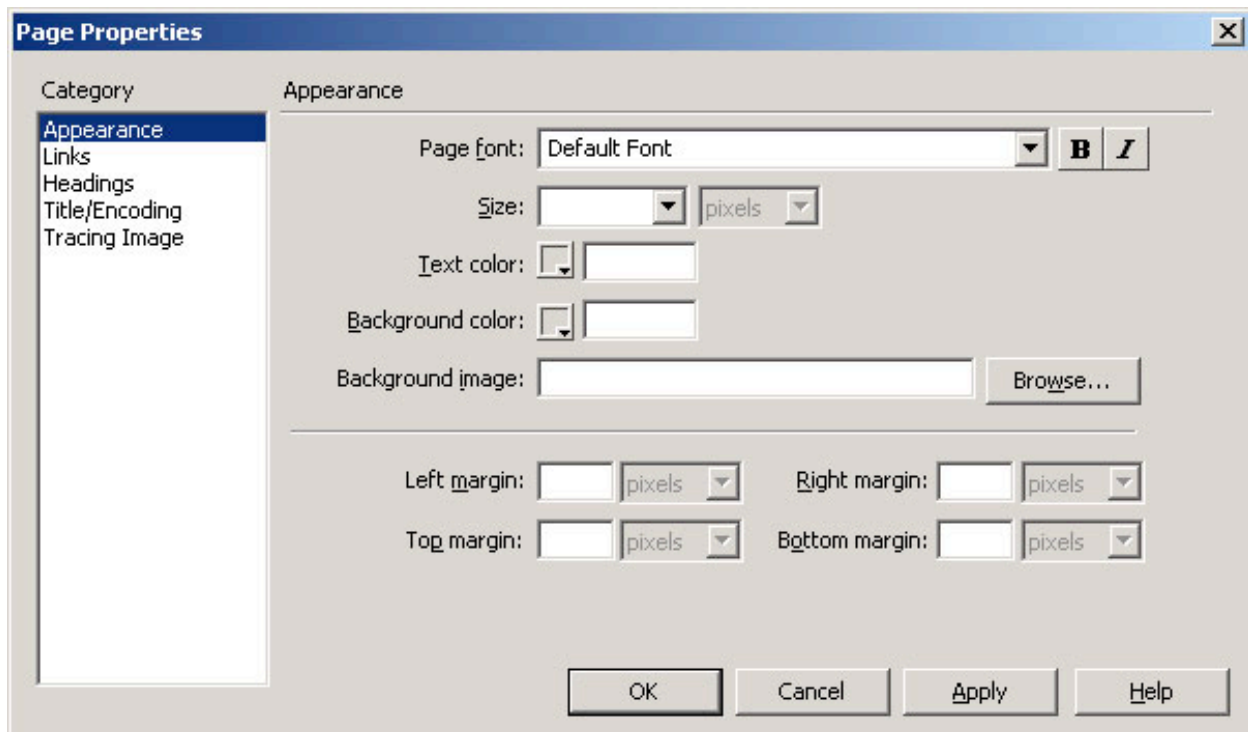 Page Properties
Category
Appearance
Links
Headings
Title/Encoding
Tracing Image
Appearance
Page font: Default Font B I
Size: pixels
Text color:
Background color:
Background image: Browse...
Left margin: pixels Right margin: pixels
Top margin: pixels Bottom margin: pixels
OK Cancel Apply Help